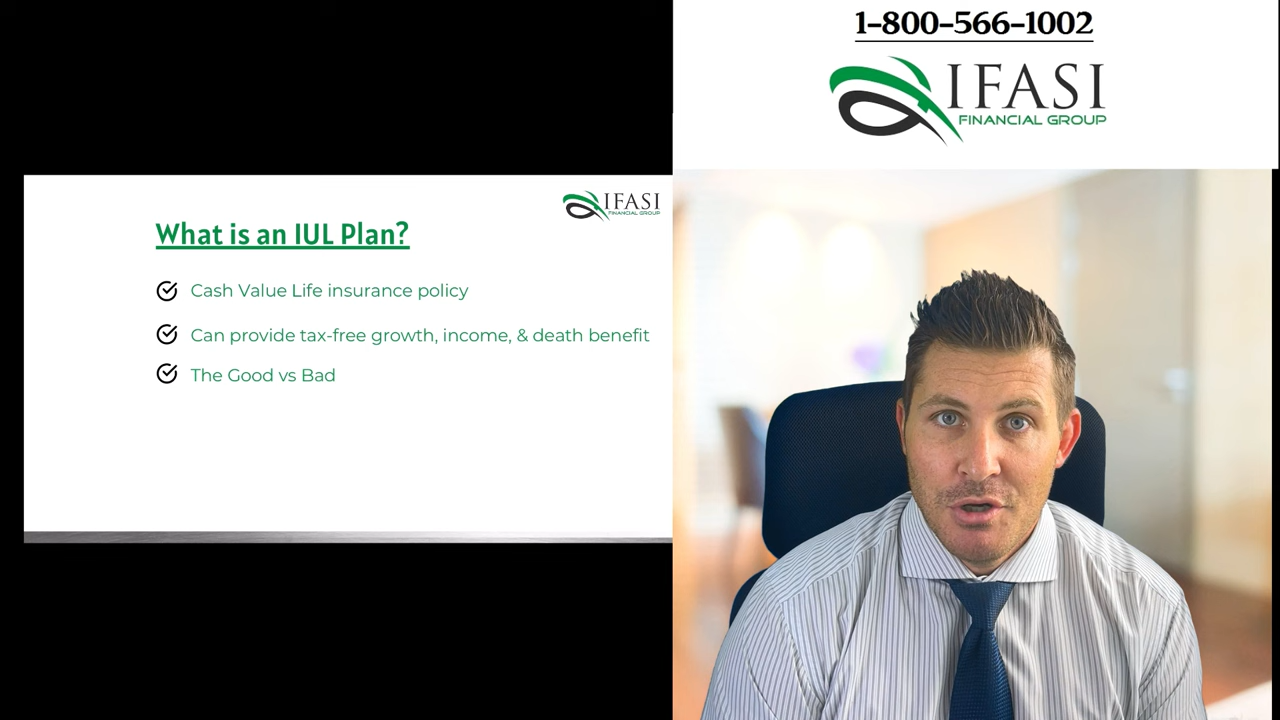 1-800-566-1002
IFASI
FINANCIAL GROUP
IFASI
FINANCIAL GROUP
What is an IUL Plan?
Cash Value Life insurance policy
Can provide tax-free growth, income, & death benefit
The Good vs Bad